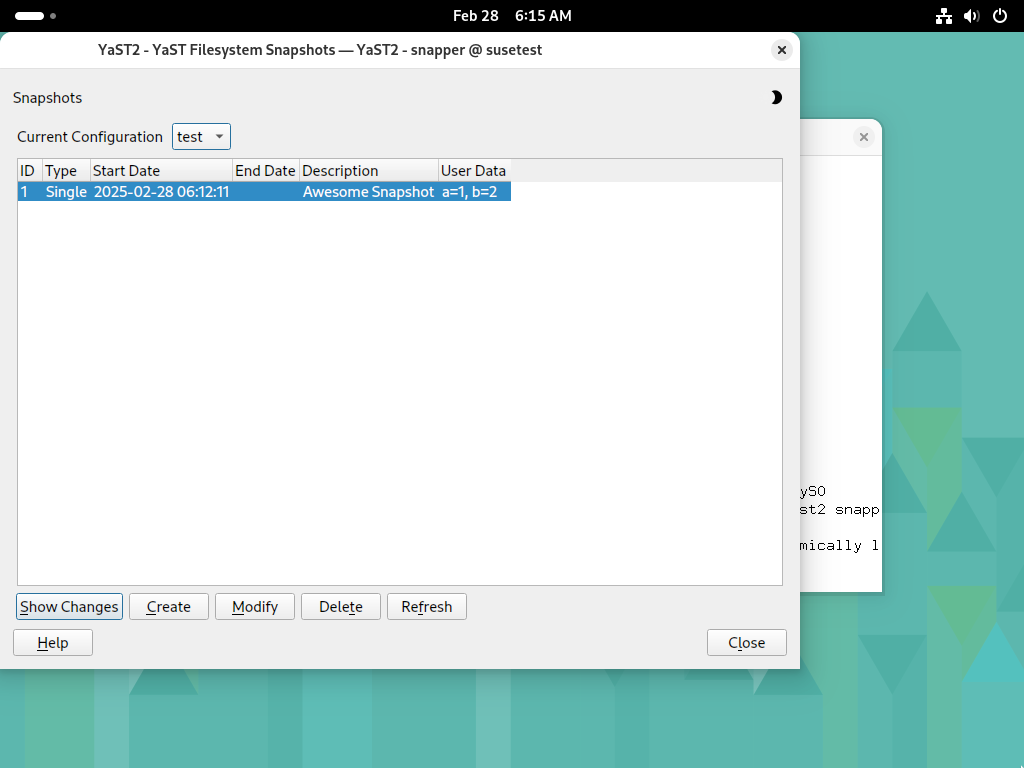 Feb 28 6:15 AM
YaST2 - YaST Filesystem Snapshots — YaST2 - snapper @ susetest
Snapshots
Current Configuration test
ID Type Start Date End Date Description User Data
1 Single 2025-02-28 06:12:11 Awesome Snapshot a=1, b=2
ySO
st2 snapp
mically l
Show Changes Create Modify Delete Refresh
Help Close